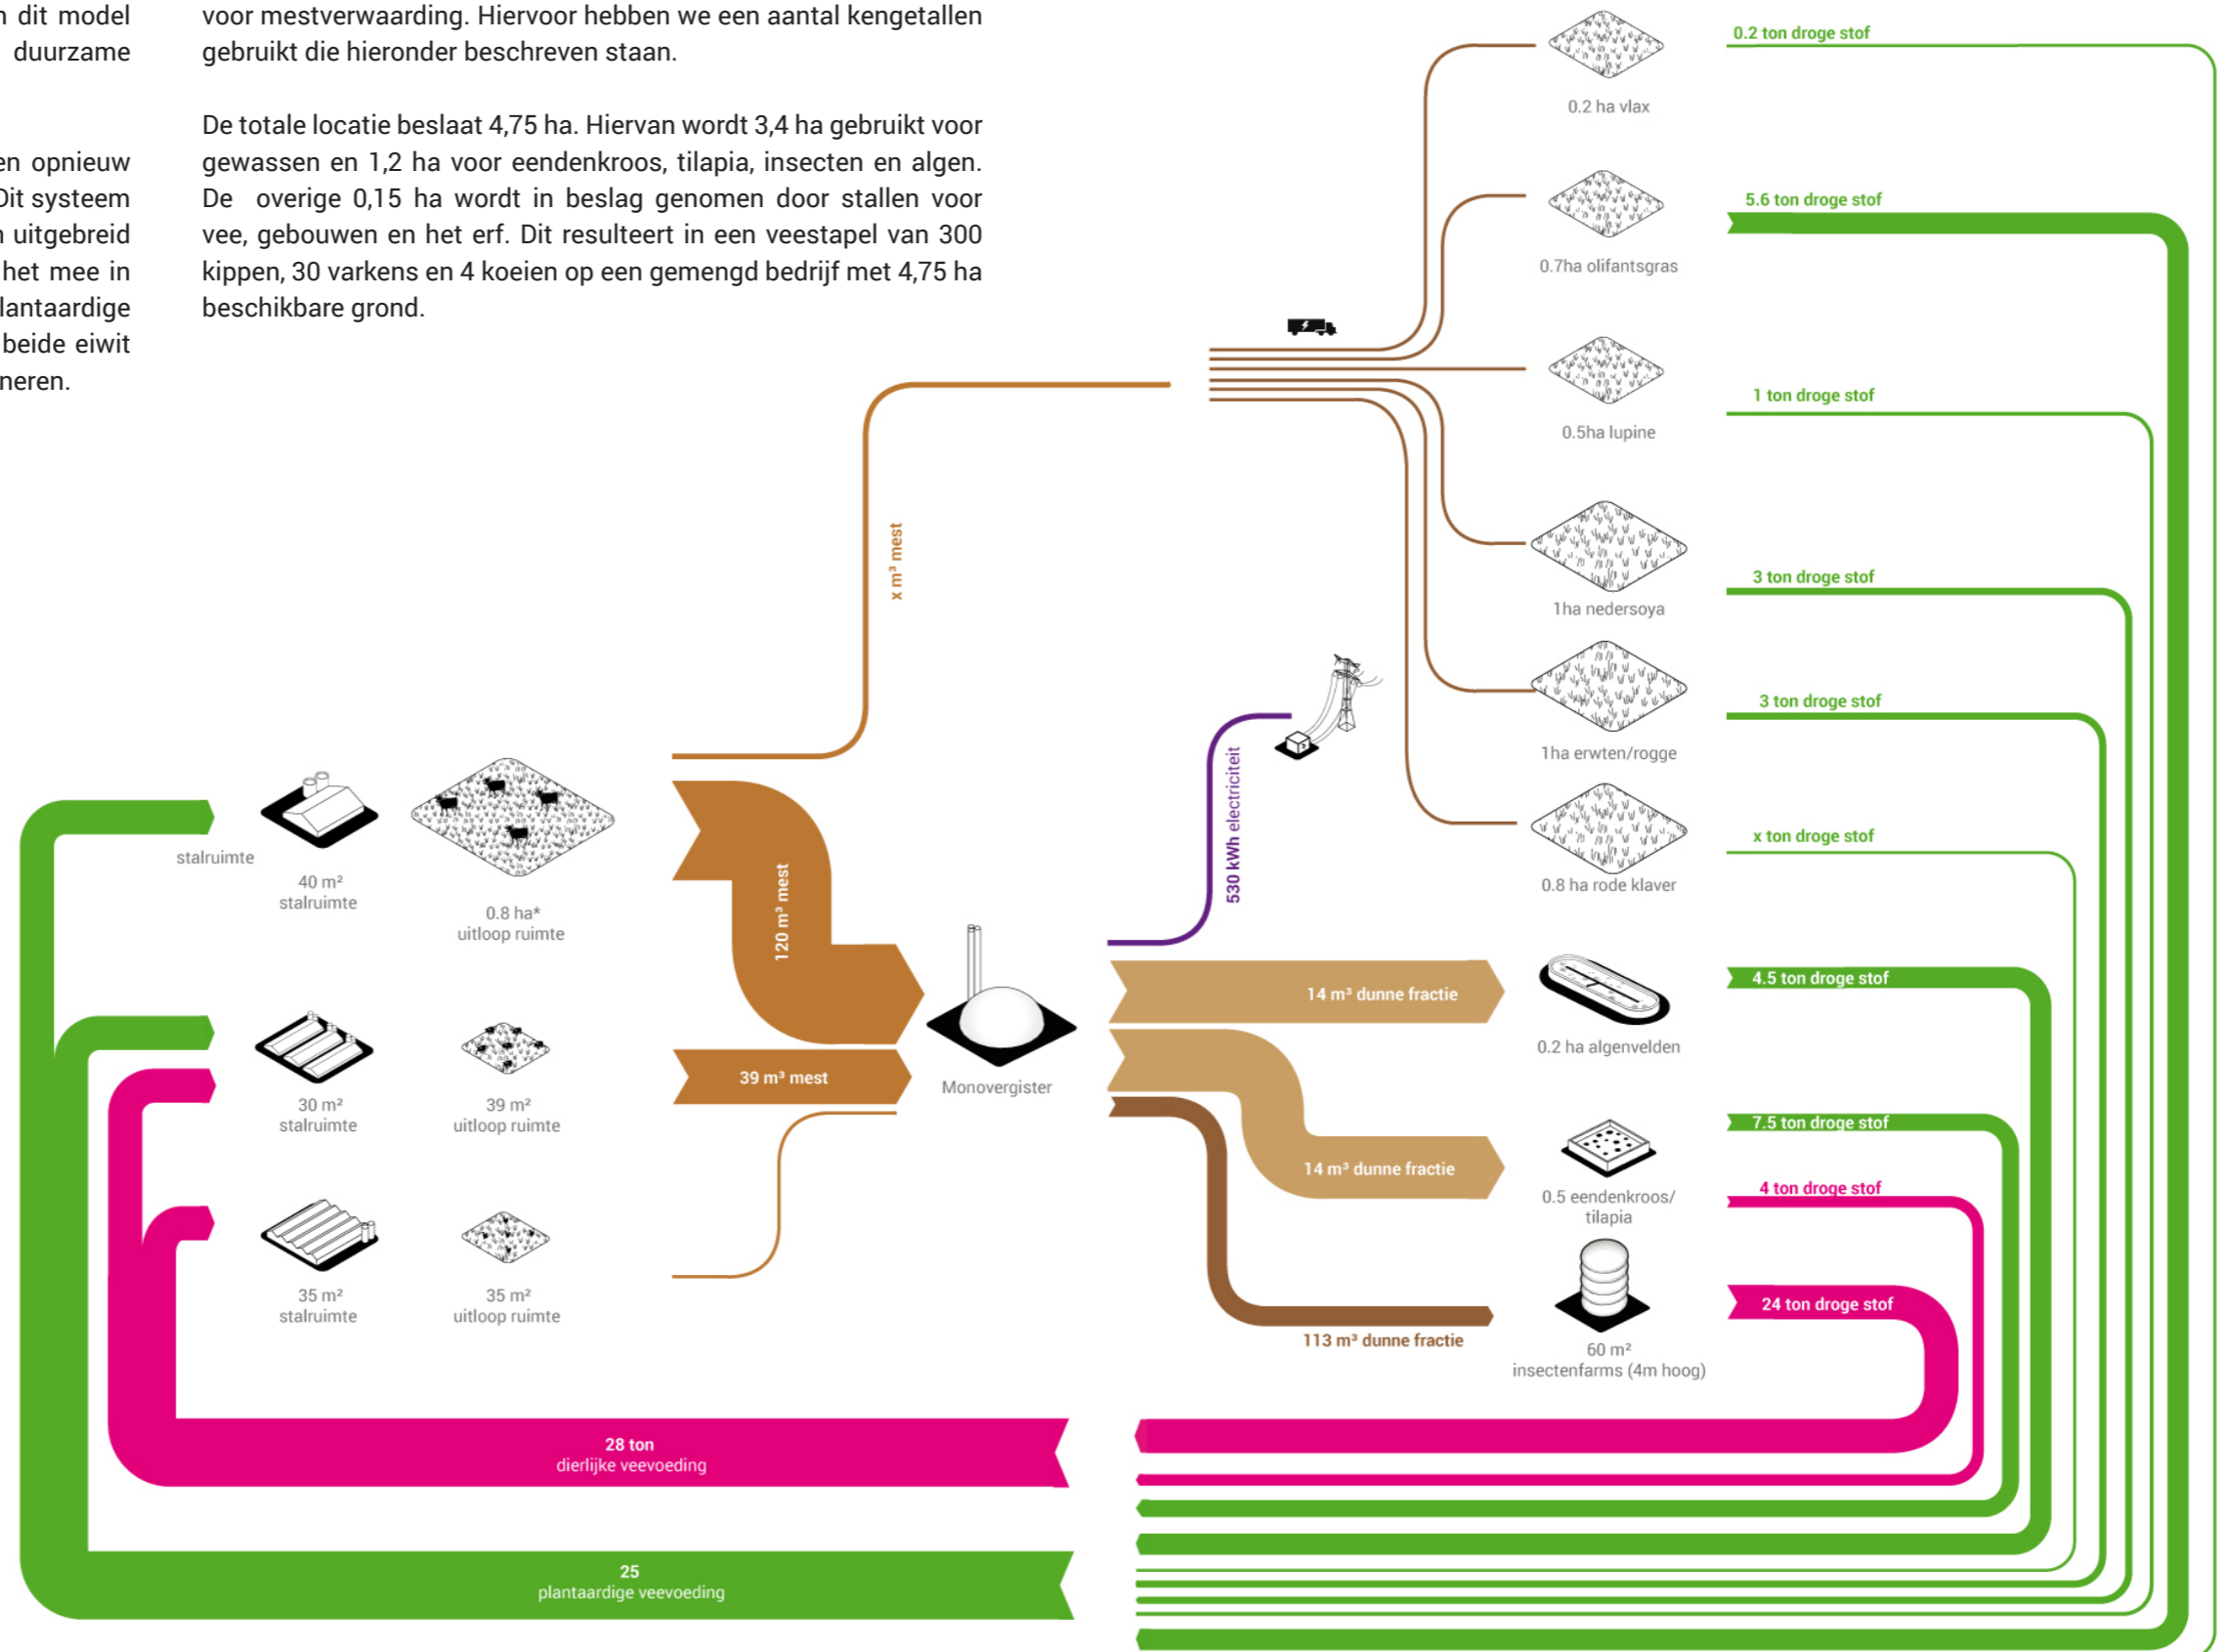 n dit model
duurzame
en opnieuw
Dit systeem
n uitgebreid
het mee in
lantaardige
beide eiwit
neren.
voor mestverwaarding. Hiervoor hebben we een aantal kengetallen
gebruikt die hieronder beschreven staan.
De totale locatie beslaat 4,75 ha. Hiervan wordt 3,4 ha gebruikt voor
gewassen en 1,2 ha voor eendenkroos, tilapia, insecten en algen.
De overige 0,15 ha wordt in beslag genomen door stallen voor
vee, gebouwen en het erf. Dit resulteert in een veestapel van 300
kippen, 30 varkens en 4 koeien op een gemengd bedrijf met 4,75 ha
beschikbare grond.
0.2 ton droge stof
0.2 ha vlax
5.6 ton droge stof
0.7ha olifantsgras
1 ton droge stof
0.5ha lupine
x m³ mest
3 ton droge stof
1ha nedersoya
3 ton droge stof
1ha erwten/rogge
530 kWh electriciteit
x ton droge stof
0.8 ha rode klaver
stalruimte
40 m²
stalruimte
0.8 ha*
uitloop ruimte
120 m³ mest
14 m³ dunne fractie
4.5 ton droge stof
0.2 ha algenvelden
30 m²
stalruimte
39 m²
uitloop ruimte
39 m³ mest
Monovergister
14 m³ dunne fractie
7.5 ton droge stof
4 ton droge stof
0.5 eendenkroos/
tilapia
35 m²
stalruimte
35 m²
uitloop ruimte
113 m³ dunne fractie
24 ton droge stof
60 m²
insectenfarms (4m hoog)
28 ton
dierlijke veevoeding
25
plantaardige veevoeding